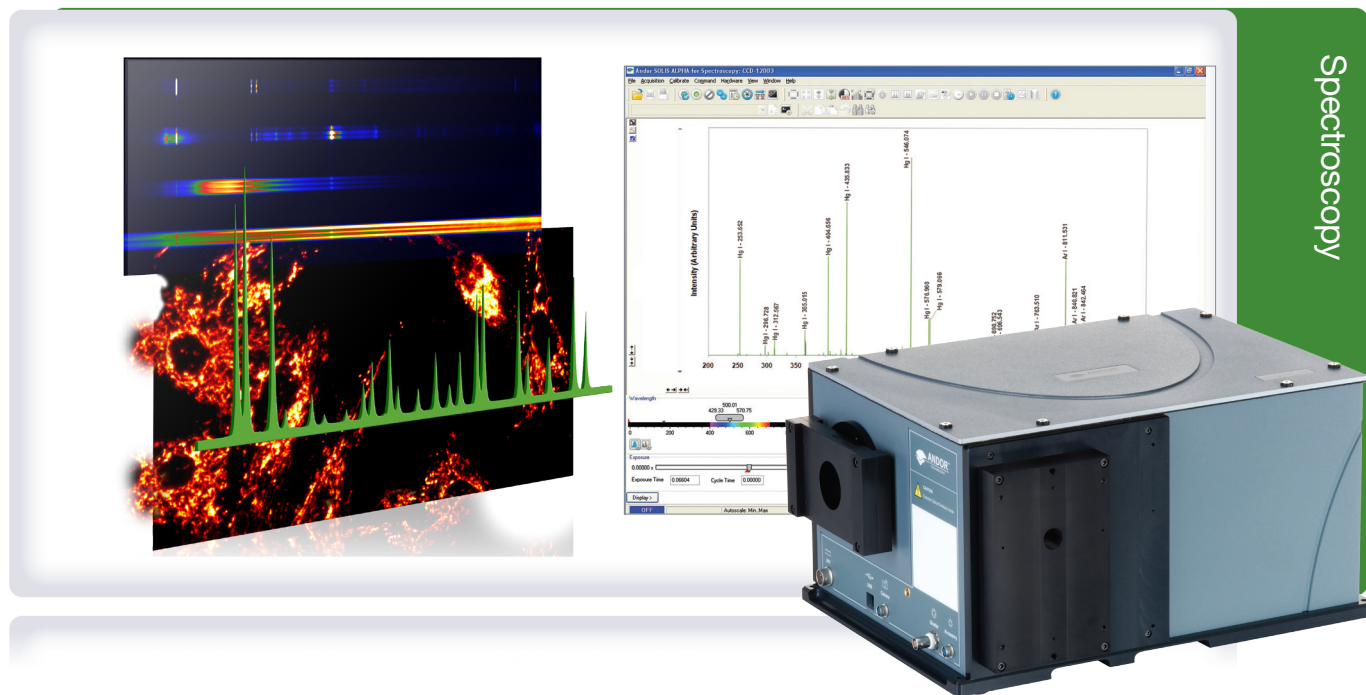 Spectroscopy
Andor SOLIS ALPHA for Spectroscopy: CCD-12003
File Acquisition Calibrate Command Hardware View Window Help
Intensity (Arbitrary Units)
Hg I - 253.652
Hg I - 296.728
Hg I - 312.567
Hg I - 365.015
Hg I - 404.656
Hg I - 435.833
Hg I - 546.074
Hg I - 576.960
Hg I - 579.066
- 696.543
Ar I - 763.510
Ar I - 811.531
Ar I - 840.821
Ar I - 842.464
200 250 300 350
Wavelength
500.01
429.33 570.75
0 200 400 600
Exposure
0.00000 s
Exposure Time 0.06604 Cycle Time 0.00000
Display >
OFF Autoscale: Min..Max
ANDOR
USB
Shutter